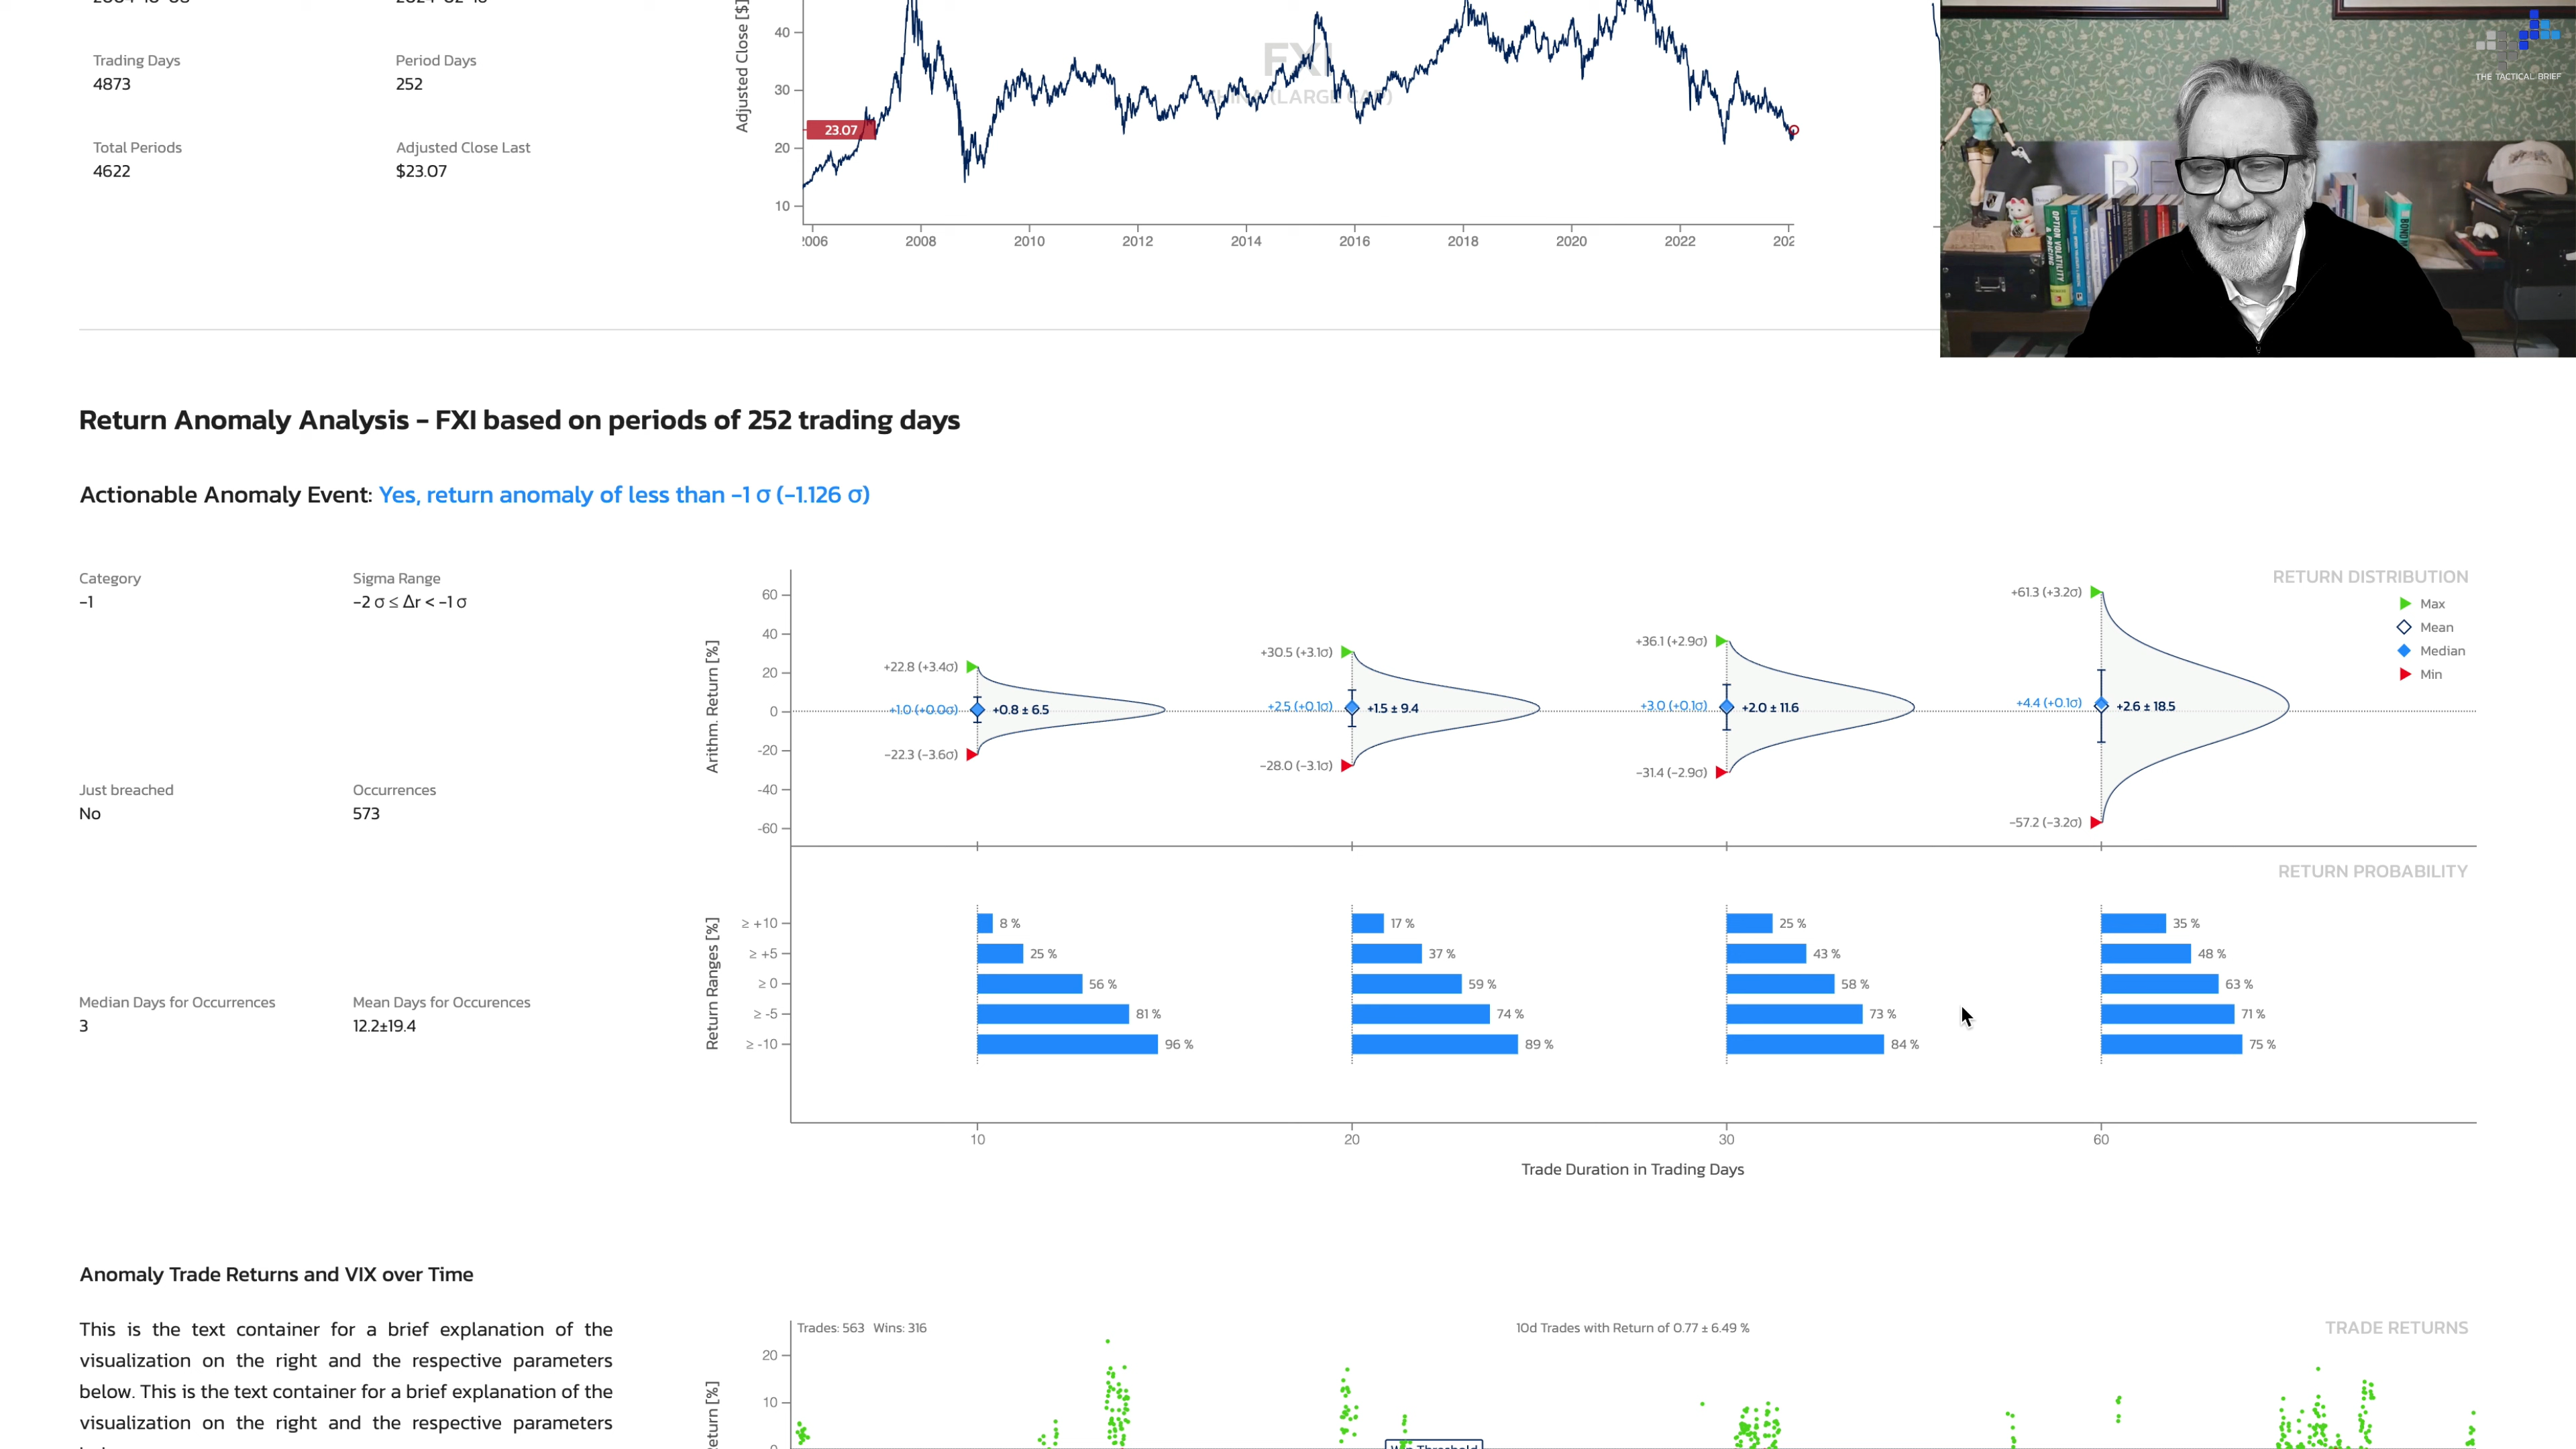 Trading Days
4873
Period Days
252
Total Periods
4622
Adjusted Close Last
$23.07
Adjusted Close [$]
40
30
20
10
23.07
FXI
2008
2010
2012
2014
2016
2018
2020
2022
THE TACTICAL BRIEF
OPTION VOLATILITY
& PRICING
Return Anomaly Analysis – FXI based on periods of 252 trading days
Actionable Anomaly Event: Yes, return anomaly of less than -1 σ (-1.126 σ)
Category
-1
Sigma Range
-2 σ ≤ Δr < -1 σ
Just breached
No
Occurrences
573
Median Days for Occurrences
3
Mean Days for Occurences
12.2±19.4
RETURN DISTRIBUTION
Max
Mean
Median
Min
Arithm. Return [%]
60
40
20
0
-20
-40
-60
+22.8 (+3.4σ)
+1.0 (+0.0σ)
+0.8 ± 6.5
-22.3 (-3.6σ)
+30.5 (+3.1σ)
+2.5 (+0.1σ)
+1.5 ± 9.4
-28.0 (-3.1σ)
+36.1 (+2.9σ)
+3.0 (+0.1σ)
+2.0 ± 11.6
-31.4 (-2.9σ)
+61.3 (+3.2σ)
+4.4 (+0.1σ)
+2.6 ± 18.5
-57.2 (-3.2σ)
RETURN PROBABILITY
Return Ranges [%]
≥ +10 8 % 17 % 25 % 35 %
≥ +5 25 % 37 % 43 % 48 %
≥ 0 56 % 59 % 58 % 63 %
≥ -5 81 % 74 % 73 % 71 %
≥ -10 96 % 89 % 84 % 75 %
10 20 30 60
Trade Duration in Trading Days
Anomaly Trade Returns and VIX over Time
This is the text container for a brief explanation of the
visualization on the right and the respective parameters
below. This is the text container for a brief explanation of the
visualization on the right and the respective parameters
Trades: 563 Wins: 316
10d Trades with Return of 0.77 ± 6.49 %
TRADE RETURNS
20
10